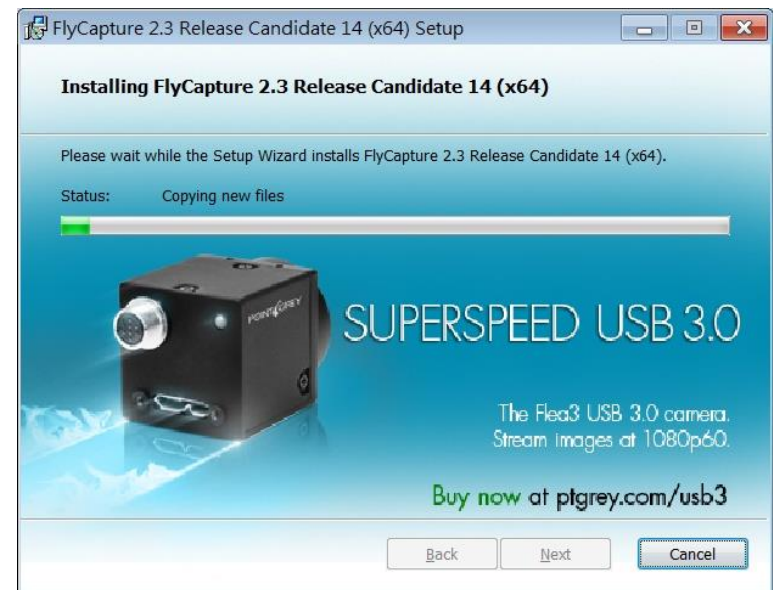 FlyCapture 2.3 Release Candidate 14 (x64) Setup
Installing FlyCapture 2.3 Release Candidate 14 (x64)
Please wait while the Setup Wizard installs FlyCapture 2.3 Release Candidate 14 (x64).
Status: Copying new files
POINT GREY
SUPERSPEED USB 3.0
The Flea3 USB 3.0 camera.
Stream images at 1080p60.
Buy now at ptgrey.com/usb3
Back Next Cancel